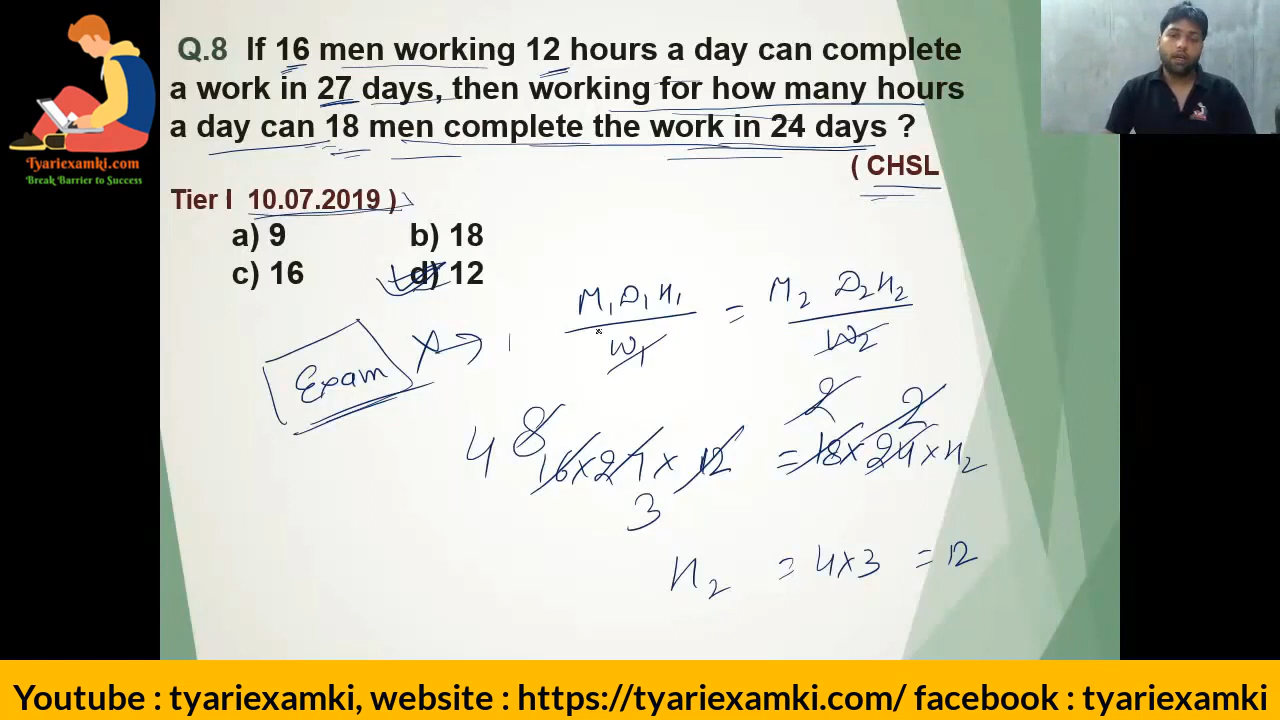 Q.8 If 16 men working 12 hours a day can complete
a work in 27 days, then working for how many hours
a day can 18 men complete the work in 24 days ?
( CHSL
Tier I 10.07.2019 )
a) 9 b) 18
c) 16 d) 12
Tyariexamki.com
Break Barrier to Success
M₁D₁H₁ = M₂ D₂H₂
W₁ W₂
Exam
2 2
4 8 16×27×12 = 18×24×H₂
3
H₂ = 4×3 = 12
Youtube : tyariexamki, website : https://tyariexamki.com/ facebook : tyariexamki